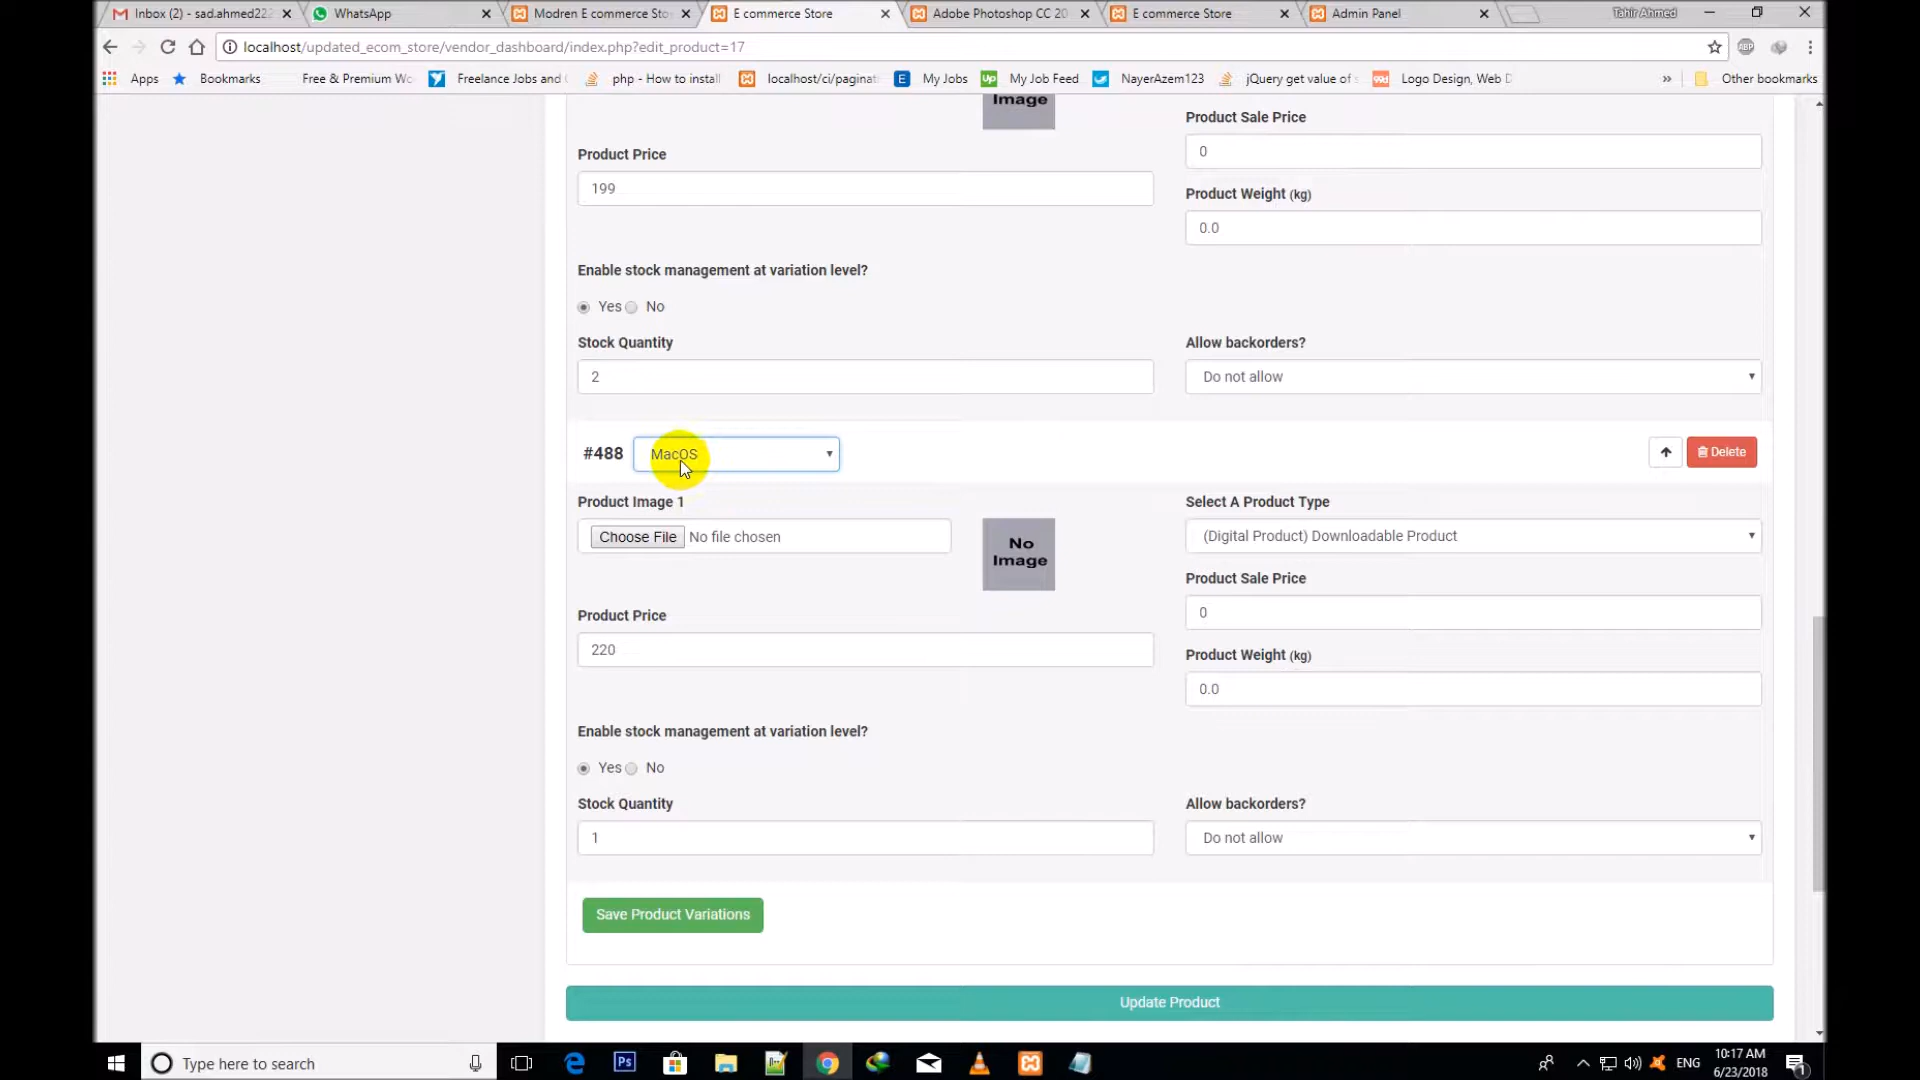 Inbox (2) - sad.ahmed222
WhatsApp
Modren E commerce Sto
E commerce Store
Adobe Photoshop CC 20
E commerce Store
Admin Panel
Tahir Ahmed
localhost/updated_ecom_store/vendor_dashboard/index.php?edit_product=17
ABP
Apps
Bookmarks
Free & Premium Wo
Freelance Jobs and
php - How to install
localhost/ci/paginat
My Jobs
My Job Feed
NayerAzem123
jQuery get value of
Logo Design, Web D
»
Other bookmarks
Image
Product Sale Price
0
Product Price
199
Product Weight (kg)
0.0
Enable stock management at variation level?
Yes No
Stock Quantity
2
Allow backorders?
Do not allow
#488 MacOS
Delete
Product Image 1
Choose File No file chosen
No
Image
Select A Product Type
(Digital Product) Downloadable Product
Product Sale Price
0
Product Price
220
Product Weight (kg)
0.0
Enable stock management at variation level?
Yes No
Stock Quantity
1
Allow backorders?
Do not allow
Save Product Variations
Update Product
Type here to search
Ps
ENG
10:17 AM
6/23/2018
1